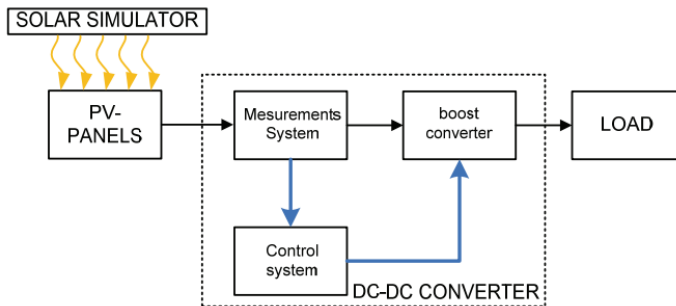 SOLAR SIMULATOR
PV-
PANELS
Mesurements
System
boost
converter
LOAD
Control
system
DC-DC CONVERTER